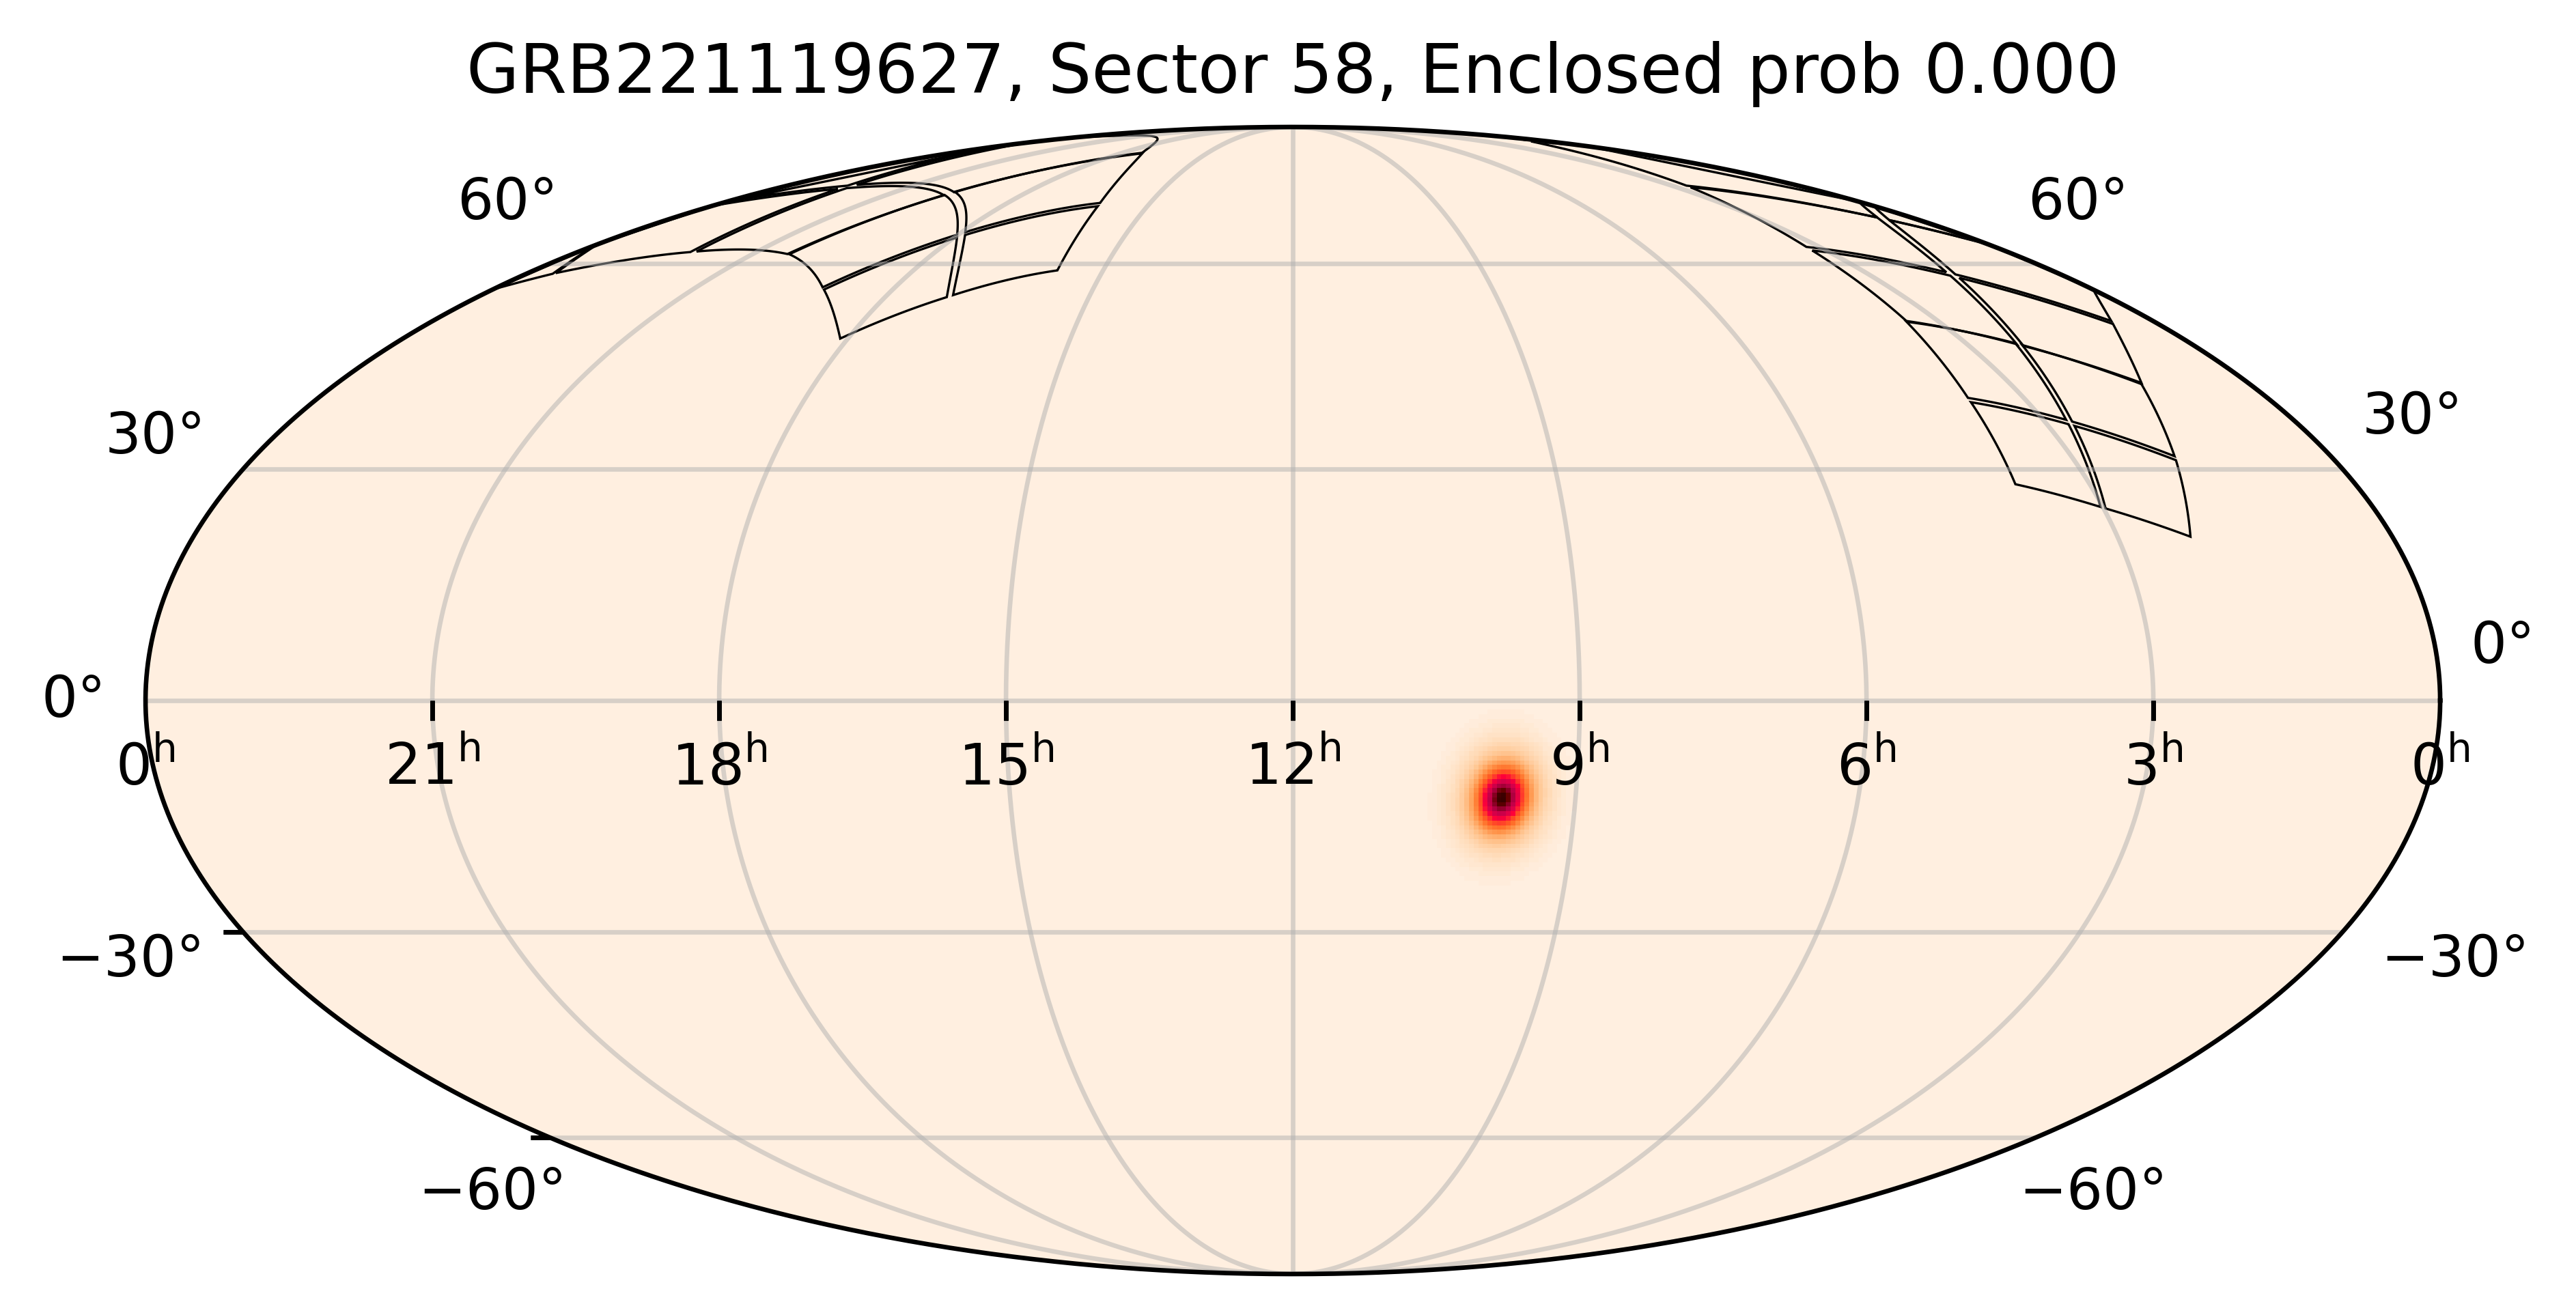 GRB221119627, Sector 58, Enclosed prob 0.000
60° 60°
30° 30°
0° 0°
0ʰ 21ʰ 18ʰ 15ʰ 12ʰ 9ʰ 6ʰ 3ʰ 0ʰ
−30° −30°
−60° −60°